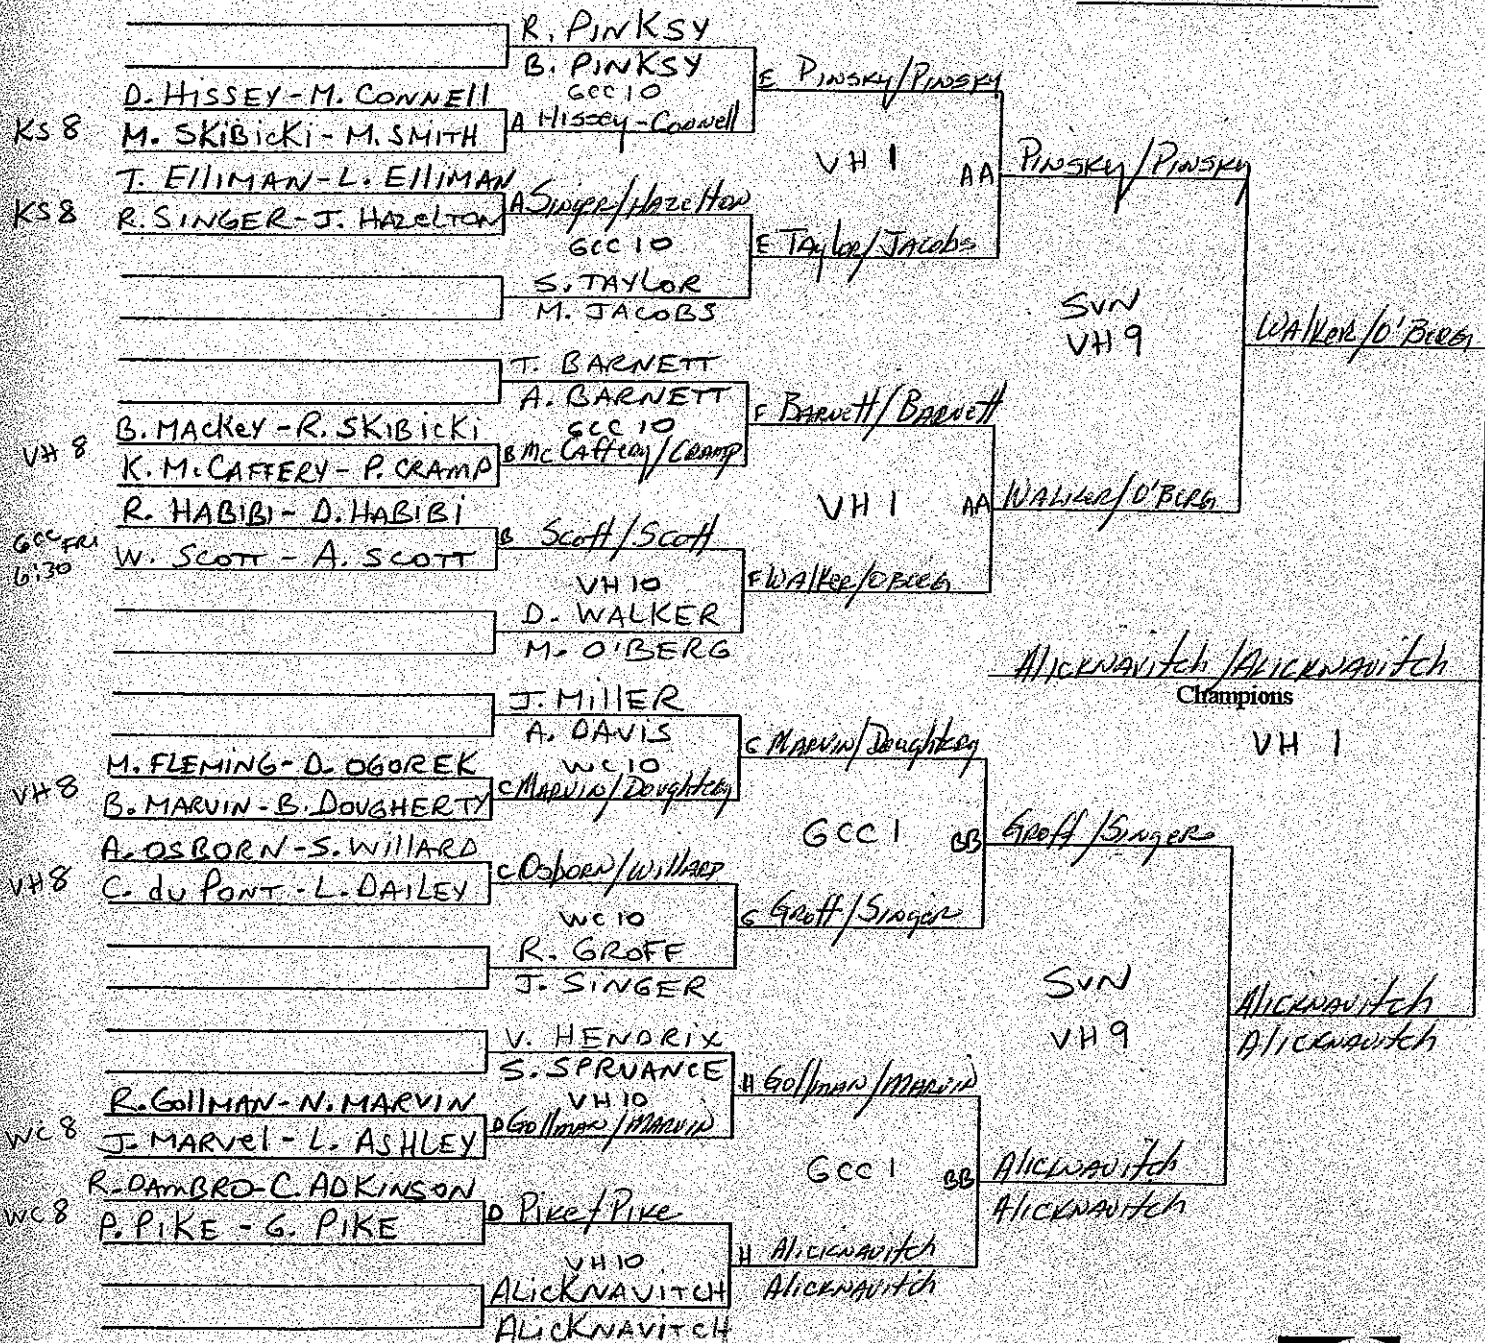 R. PINKSY
B. PINKSY
GCC 10
E PINSKY/PINSKY
D. HISSEY-M. CONNEll
KS 8
M. SKIBICKI - M. SMITH
A HISSEY-CONNELL
VH 1
AA
PINSKY/PINSKY
T. ElliMAN-L. ElliMAN
KS 8
R. SINGER-J. HAZELTON
A SINGER/HAZELTON
GCC 10
E TAYLOR/JACOBS
S. TAYLOR
M. JACOBS
SUN
VH 9
WALKER/O'BERG
T. BARNETT
A. BARNETT
GCC 10
F BARNETT/BARNETT
B. MACKEY-R. SKIBICKI
VH 8
K. McCAFFERY-P. CRAMP
B McCAFFERY/CRAMP
VH 1
AA
WALKER/O'BERG
R. HABIBI-D. HABIBI
GCC FRI
6:30
W. SCOTT - A. SCOTT
B SCOTT/SCOTT
VH 10
F WALKER/OBERG
D. WALKER
M. O'BERG
ALICKNAVITCH/ALICKNAVITCH
Champions
VH 1
J. MILLER
A. DAVIS
WC 10
G MARVIN/DOUGHTERY
M. FLEMING-D. OGOREK
VH 8
B. MARVIN-B. DOUGHERTY
C MARVIN/DOUGHTERY
GCC 1
BB
GROFF/SINGER
A. OSBORN-S. WILLARD
VH 8
C. du PONT-L. DAILEY
C OSBORN/WILLARD
WC 10
G GROFF/SINGER
R. GROFF
J. SINGER
SUN
VH 9
ALICKNAVITCH
ALICKNAVITCH
V. HENDRIX
S. SPRUANCE
VH 10
H GOLLMAN/MARVIN
R. GOLLMAN-N. MARVIN
WC 8
J. MARVEL - L. ASHLEY
D GOLLMAN/MARVIN
GCC 1
BB
ALICKNAVITCH
ALICKNAVITCH
R. DAMBRO-C. ADKINSON
WC 8
P. PIKE - G. PIKE
D PIKE/PIKE
VH 10
H ALICKNAVITCH
ALICKNAVITCH
ALICKNAVITCH
ALICKNAVITCH